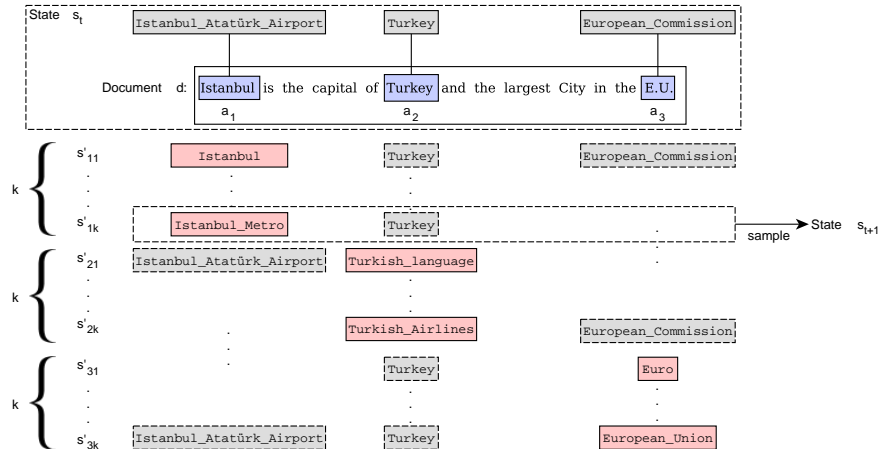 State s_t Istanbul_Atatürk_Airport Turkey European_Commission
Document d: Istanbul is the capital of Turkey and the largest City in the E.U.
a_1 a_2 a_3
s'_11 Istanbul Turkey European_Commission
k
s'_1k Istanbul_Metro Turkey State s_t+1
sample
s'_21 Istanbul_Atatürk_Airport Turkish_language
k
s'_2k Turkish_Airlines European_Commission
s'_31 Turkey Euro
k
s'_3k Istanbul_Atatürk_Airport Turkey European_Union